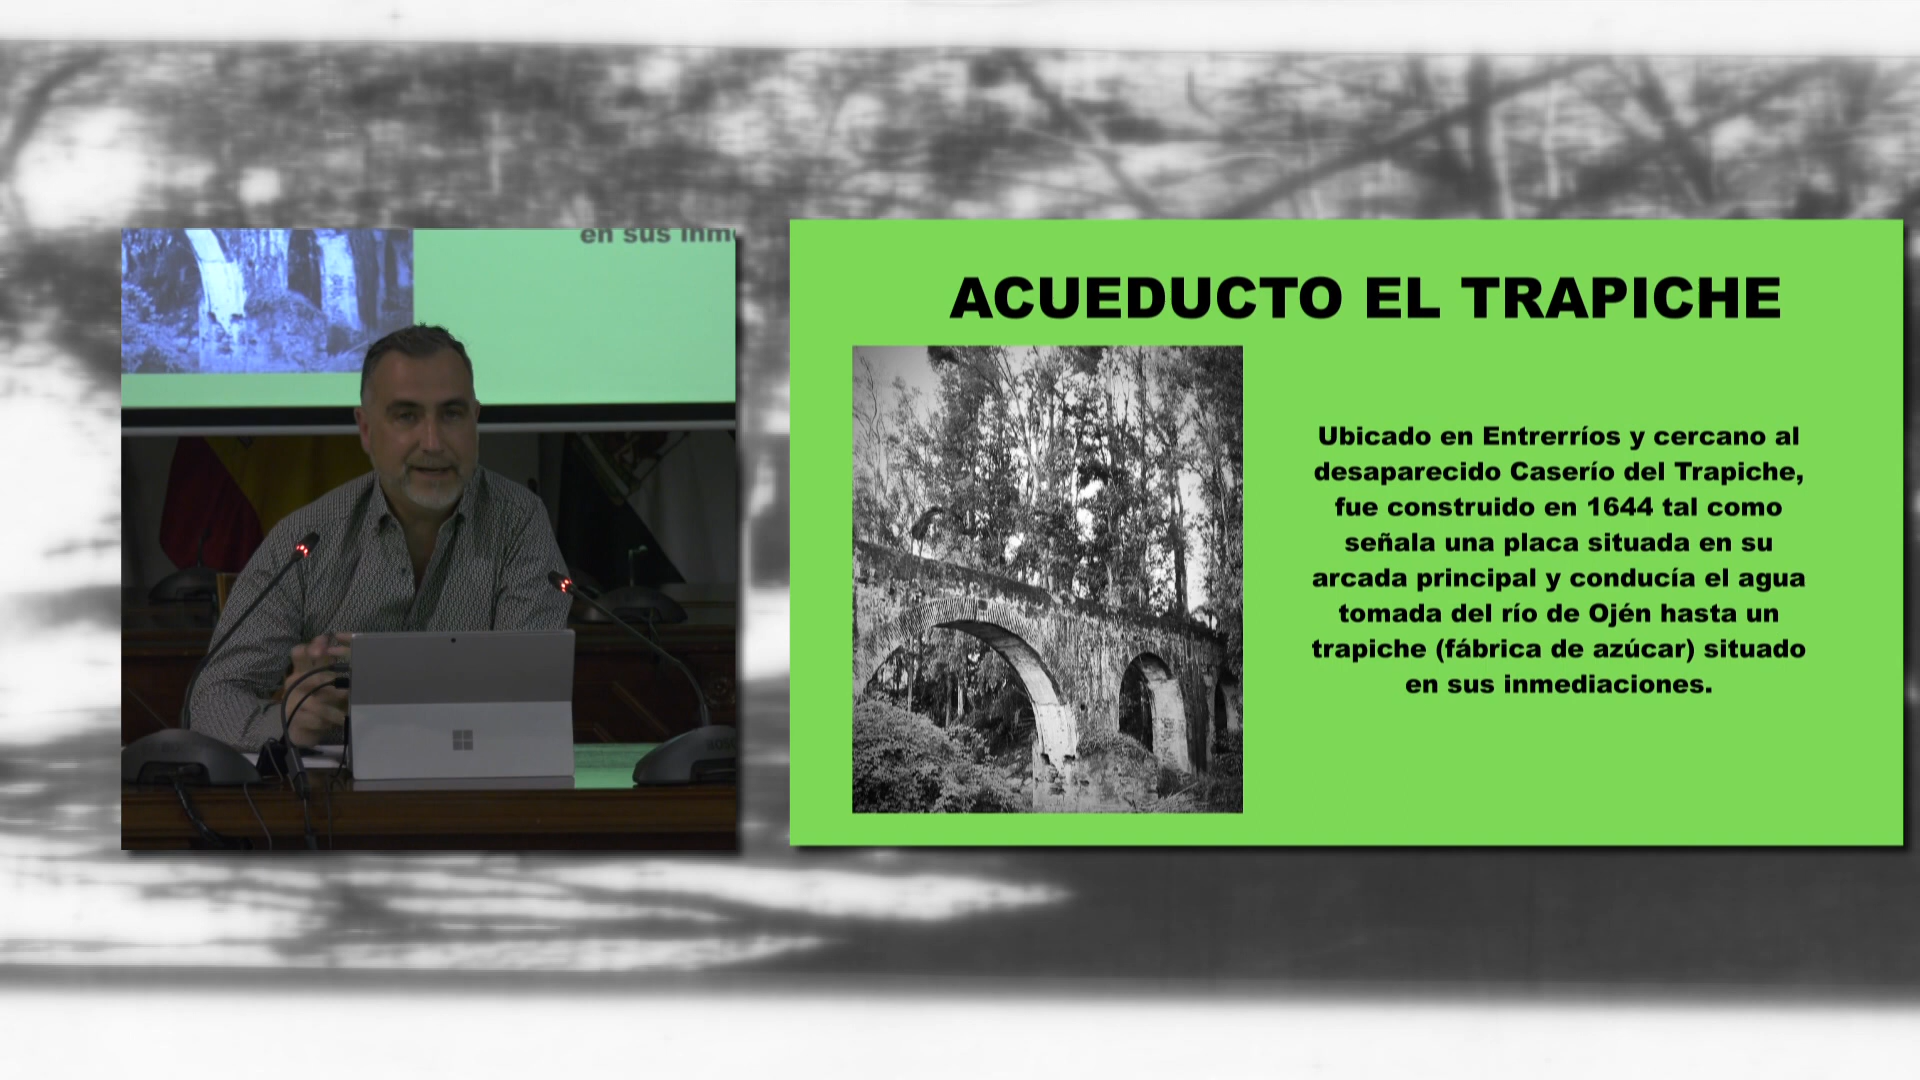 en sus inm
ACUEDUCTO EL TRAPICHE
Ubicado en Entrerríos y cercano al
desaparecido Caserío del Trapiche,
fue construido en 1644 tal como
señala una placa situada en su
arcada principal y conducía el agua
tomada del río de Ojén hasta un
trapiche (fábrica de azúcar) situado
en sus inmediaciones.